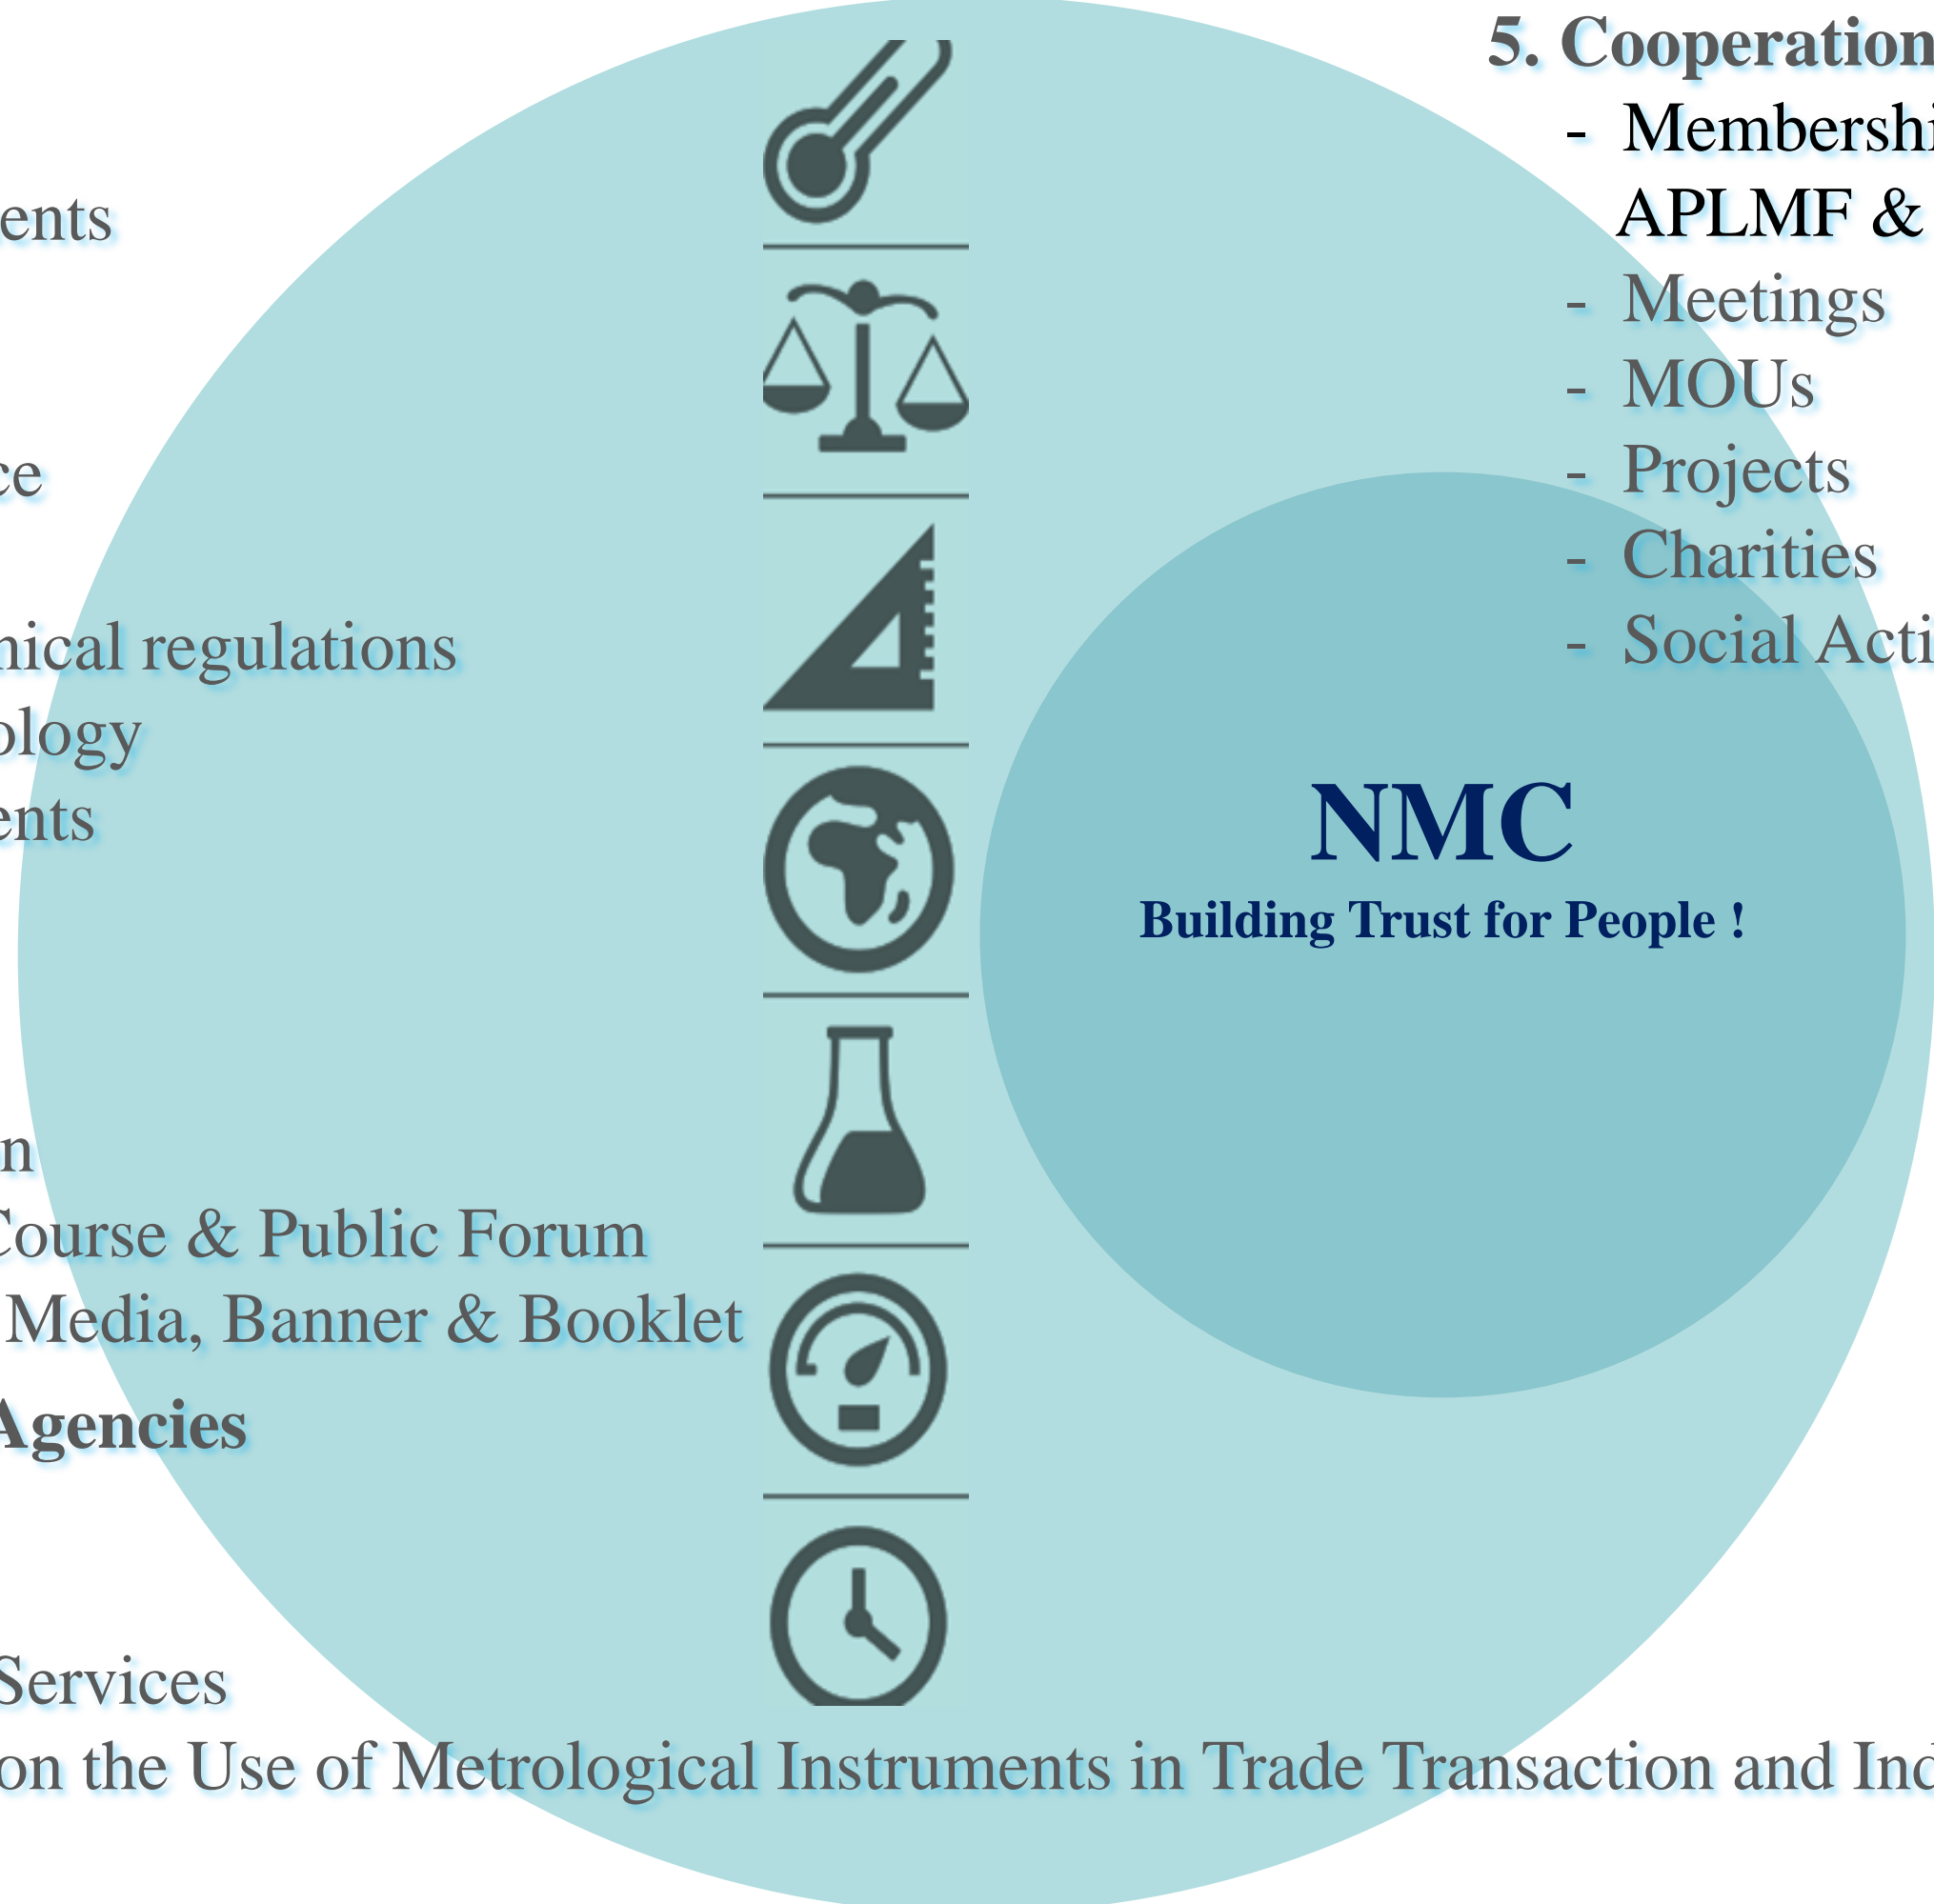 ents
ce
nical regulations
ology
ents
n
Course & Public Forum
Media, Banner & Booklet
Agencies
Services
on the Use of Metrological Instruments in Trade Transaction and Ind
5. Cooperation
- Membershi
APLMF &
- Meetings
- MOUs
- Projects
- Charities
- Social Acti
NMC
Building Trust for People !